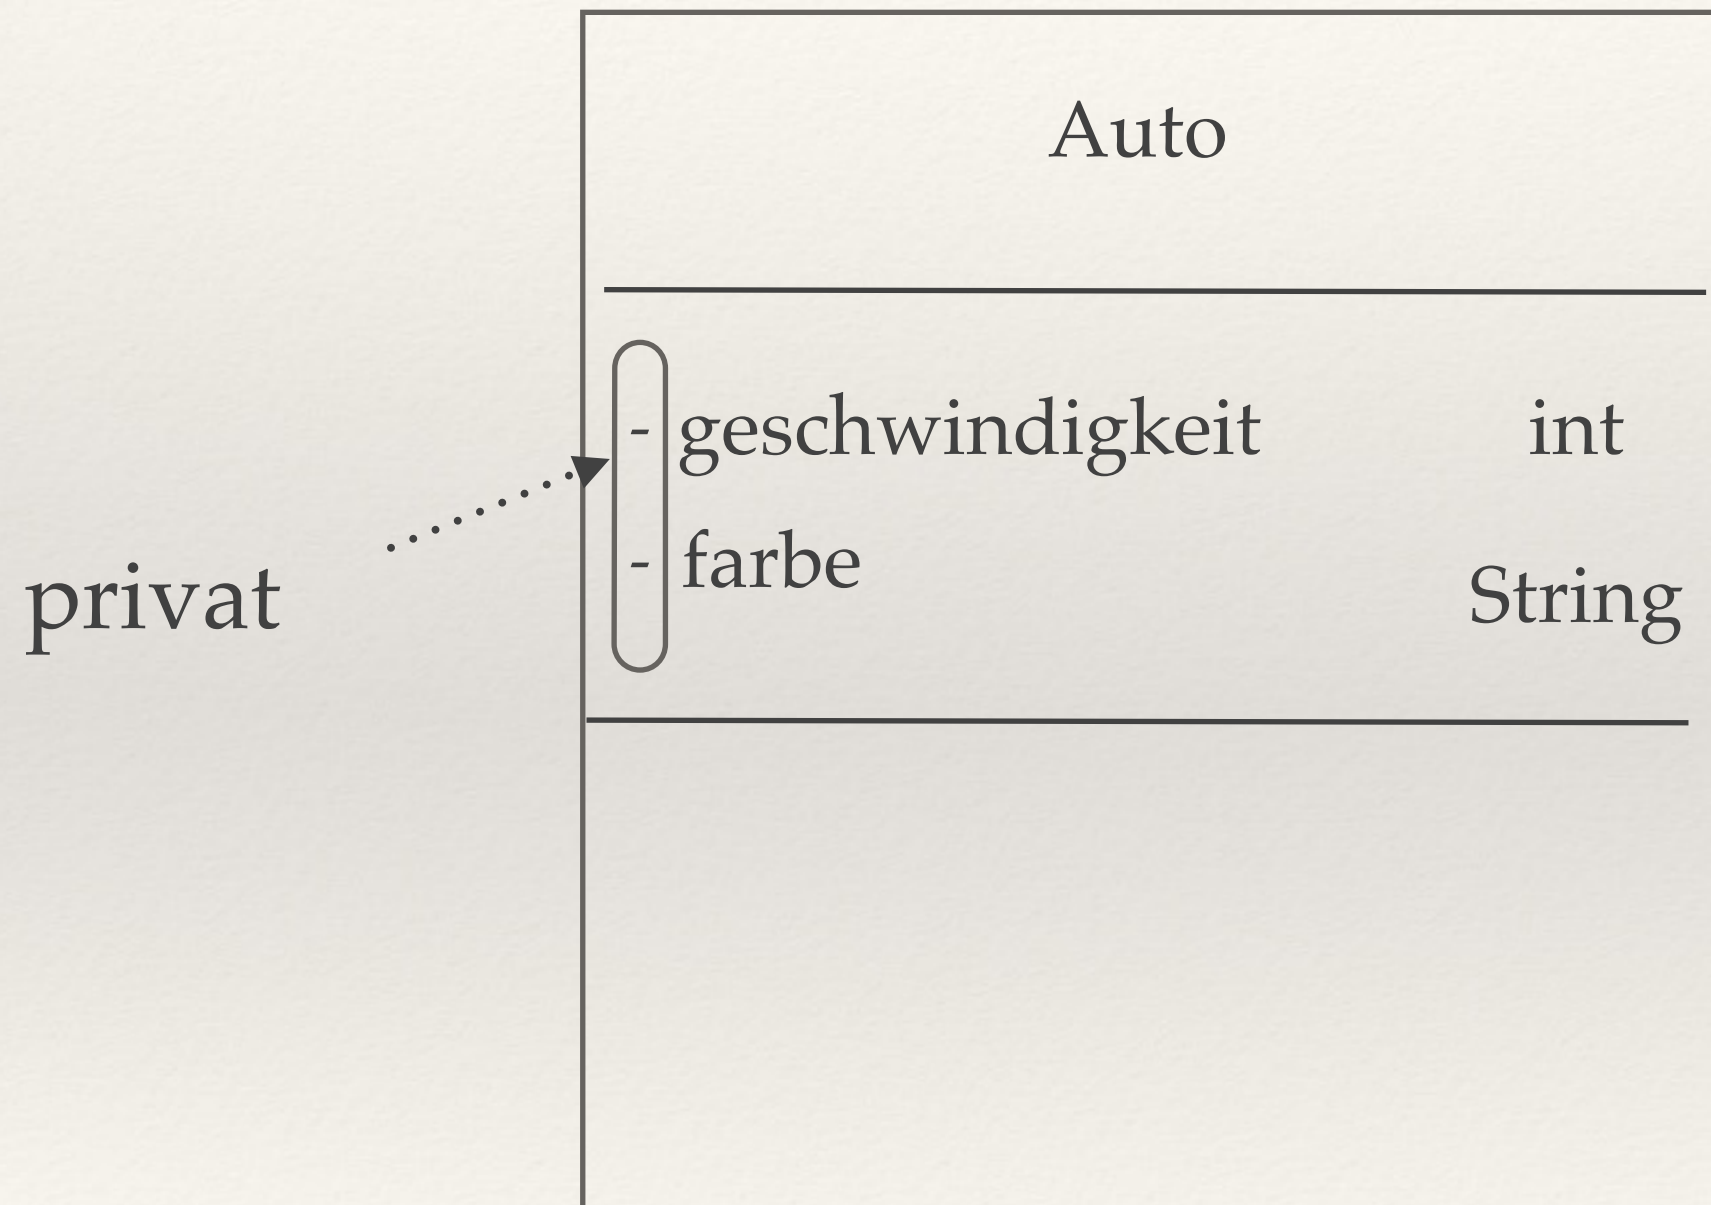 Auto
- geschwindigkeit int
- farbe String
privat